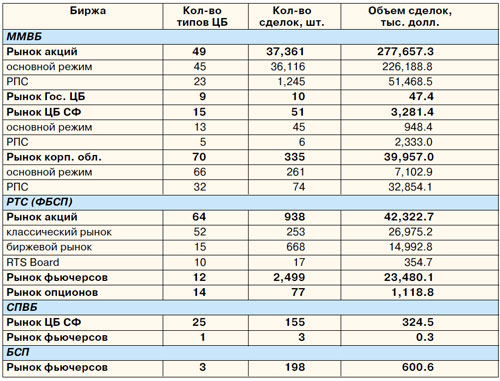 Биржа Кол-во типов ЦБ Кол-во сделок, шт. Объем сделок, тыс. долл.
ММВБ
Рынок акций 49 37,361 277,657.3
основной режим 45 36,116 226,188.8
РПС 23 1,245 51,468.5
Рынок Гос. ЦБ 9 10 47.4
Рынок ЦБ СФ 15 51 3,281.4
основной режим 13 45 948.4
РПС 5 6 2,333.0
Рынок корп. обл. 70 335 39,957.0
основной режим 66 261 7,102.9
РПС 32 74 32,854.1
РТС (ФБСП)
Рынок акций 64 938 42,322.7
классический рынок 52 253 26,975.2
биржевой рынок 15 668 14,992.8
RTS Board 10 17 354.7
Рынок фьючерсов 12 2,499 23,480.1
Рынок опционов 14 77 1,118.8
СПВБ
Рынок ЦБ СФ 25 155 324.5
Рынок фьючерсов 1 3 0.3
БСП
Рынок фьючерсов 3 198 600.6